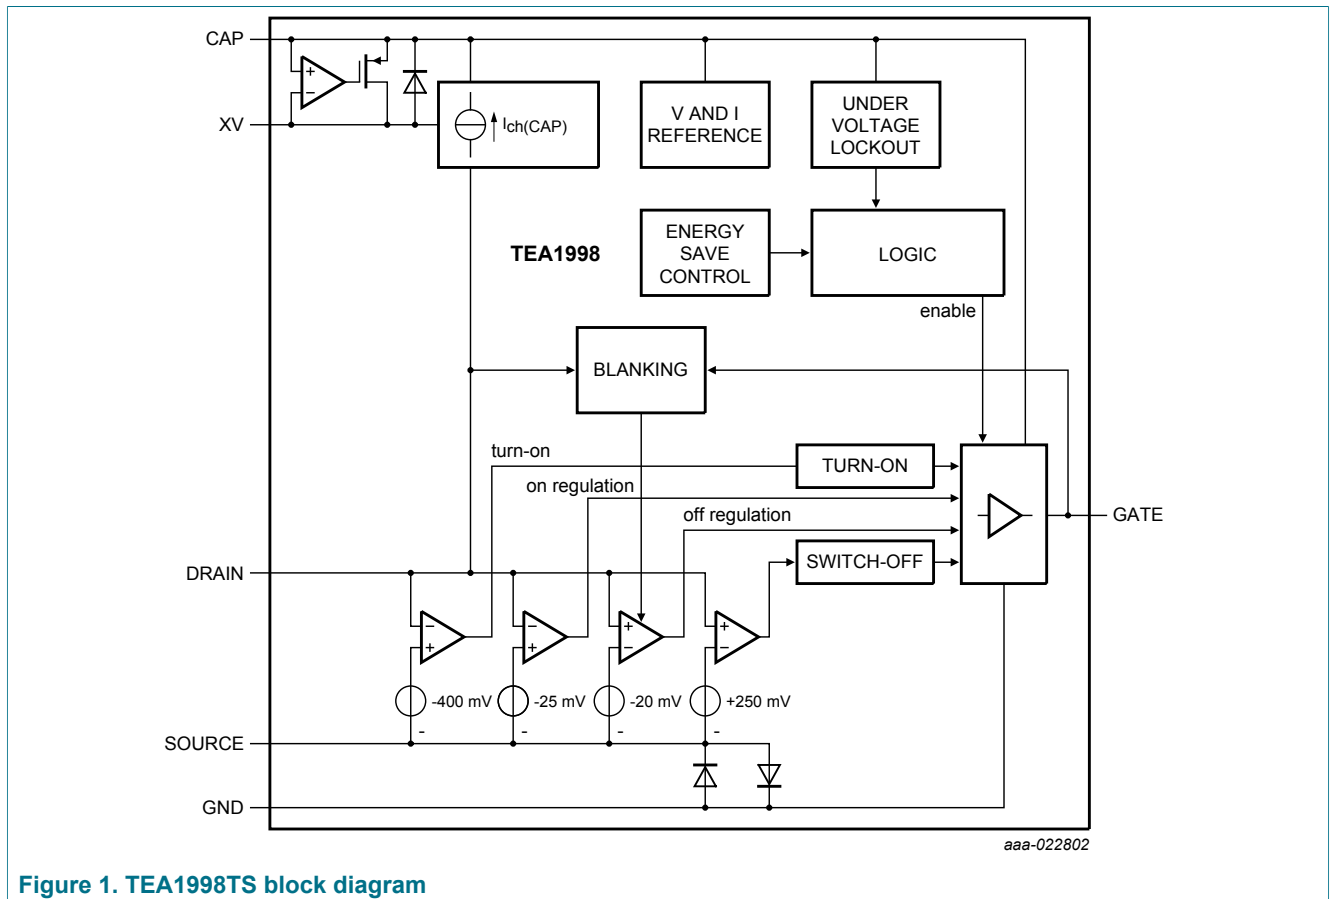 CAP
XV
+
−
Ich(CAP)
V AND I
REFERENCE
UNDER
VOLTAGE
LOCKOUT
TEA1998
ENERGY
SAVE
CONTROL
LOGIC
enable
BLANKING
turn-on
TURN-ON
on regulation
off regulation
SWITCH-OFF
GATE
DRAIN
−
+
−
+
+
−
+
−
-400 mV
-25 mV
-20 mV
+250 mV
-
-
-
-
SOURCE
GND
aaa-022802
Figure 1. TEA1998TS block diagram